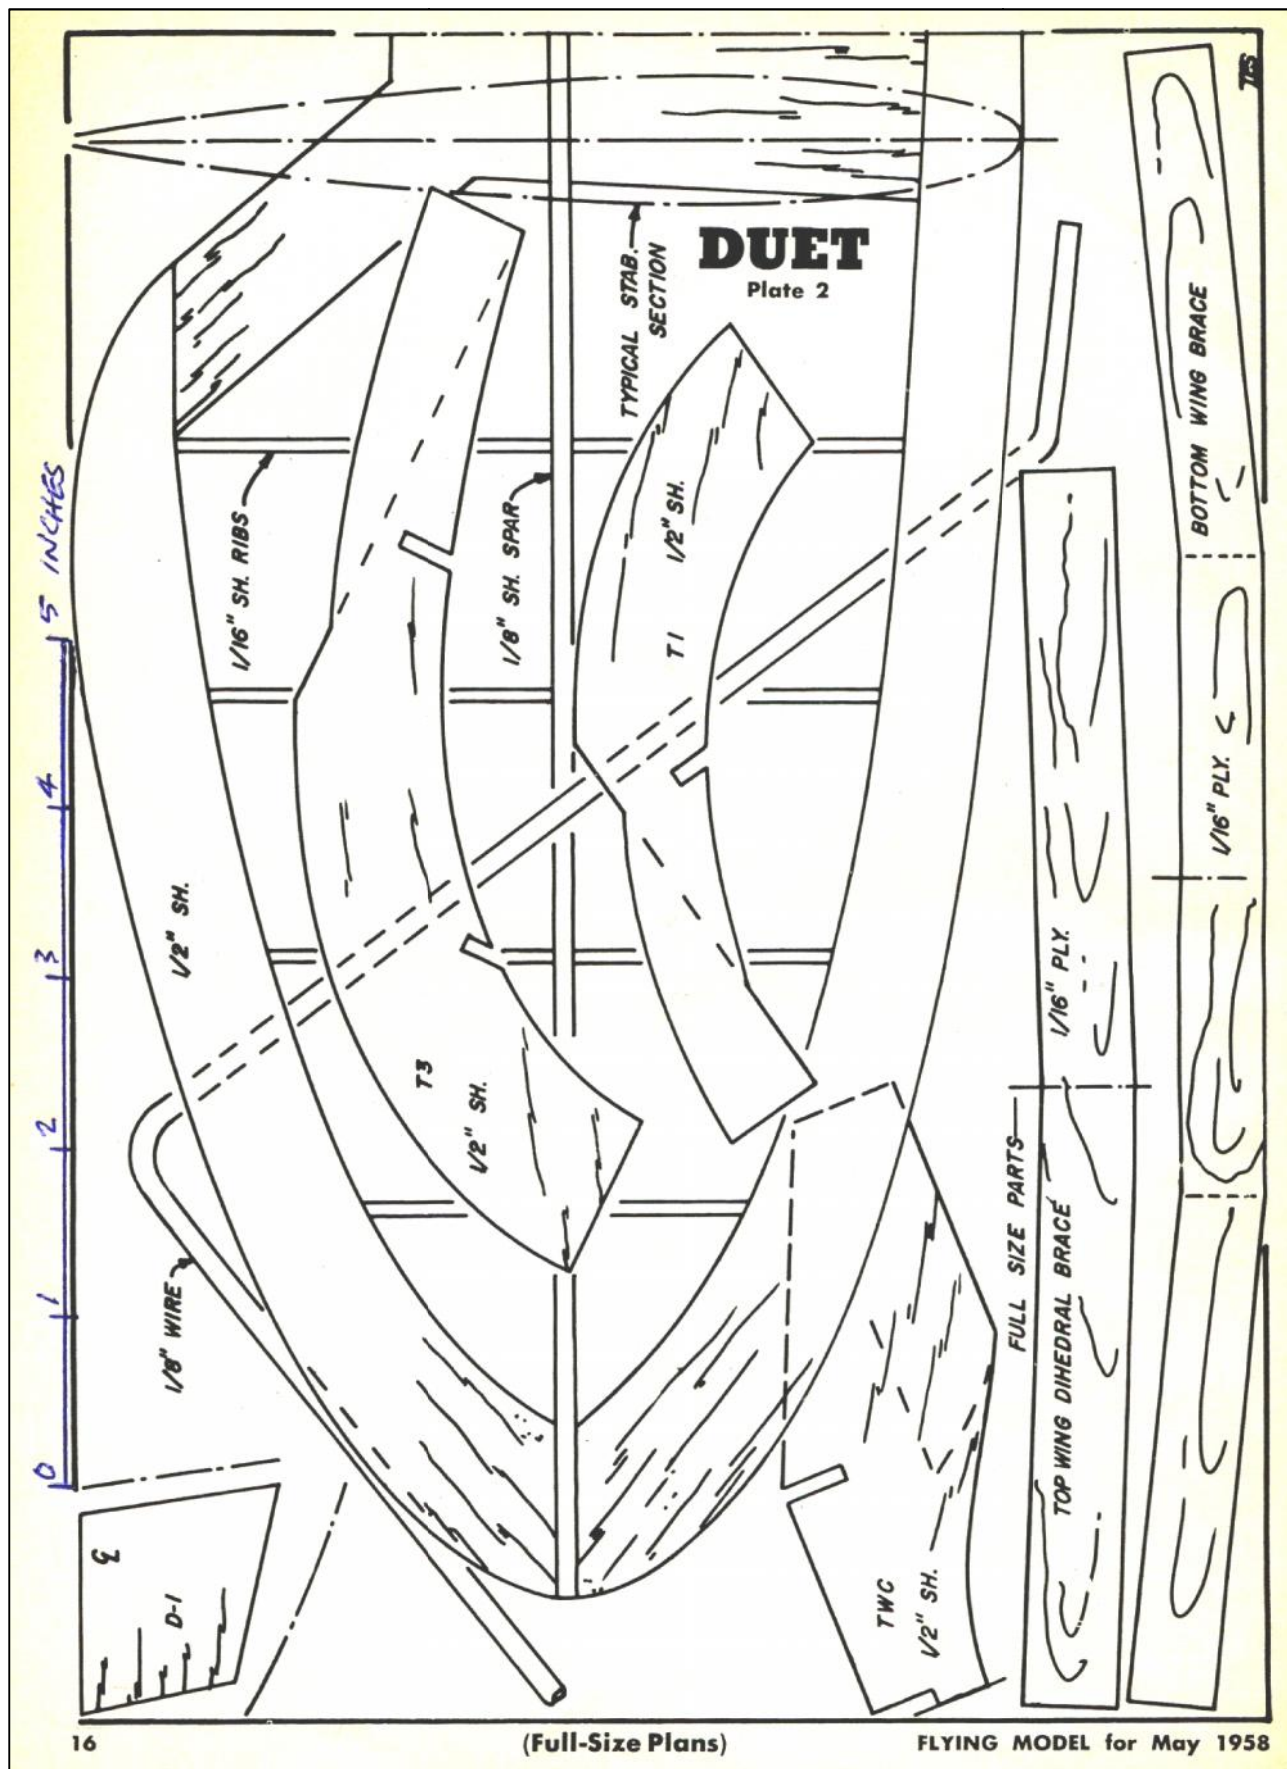 DUET
Plate 2
TYPICAL STAB.
SECTION
BOTTOM WING BRACE
1/16" PLY.
5 INCHES
4
3
2
1
0
1/16" SH. RIBS
1/8" SH. SPAR
1/2" SH.
T1
1/2" SH.
T3
1/2" SH.
1/16" PLY.
FULL SIZE PARTS
TOP WING DIHEDRAL BRACE
1/8" WIRE
℄
D-1
TWC
1/2" SH.
16
(Full-Size Plans)
FLYING MODEL for May 1958